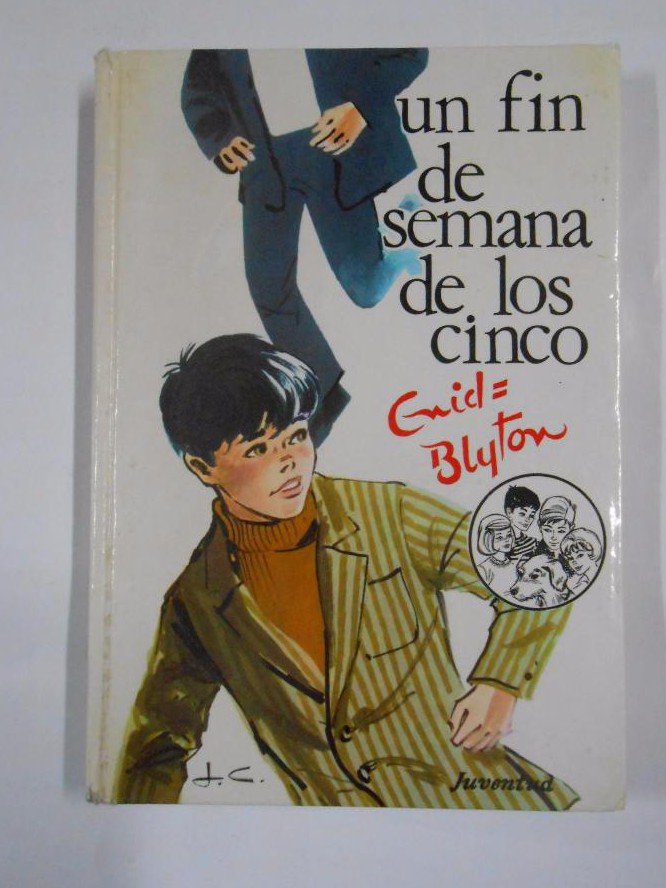 un fin
de
semana
de los
cinco
Enid=
Blyton
J.C.
Juventud